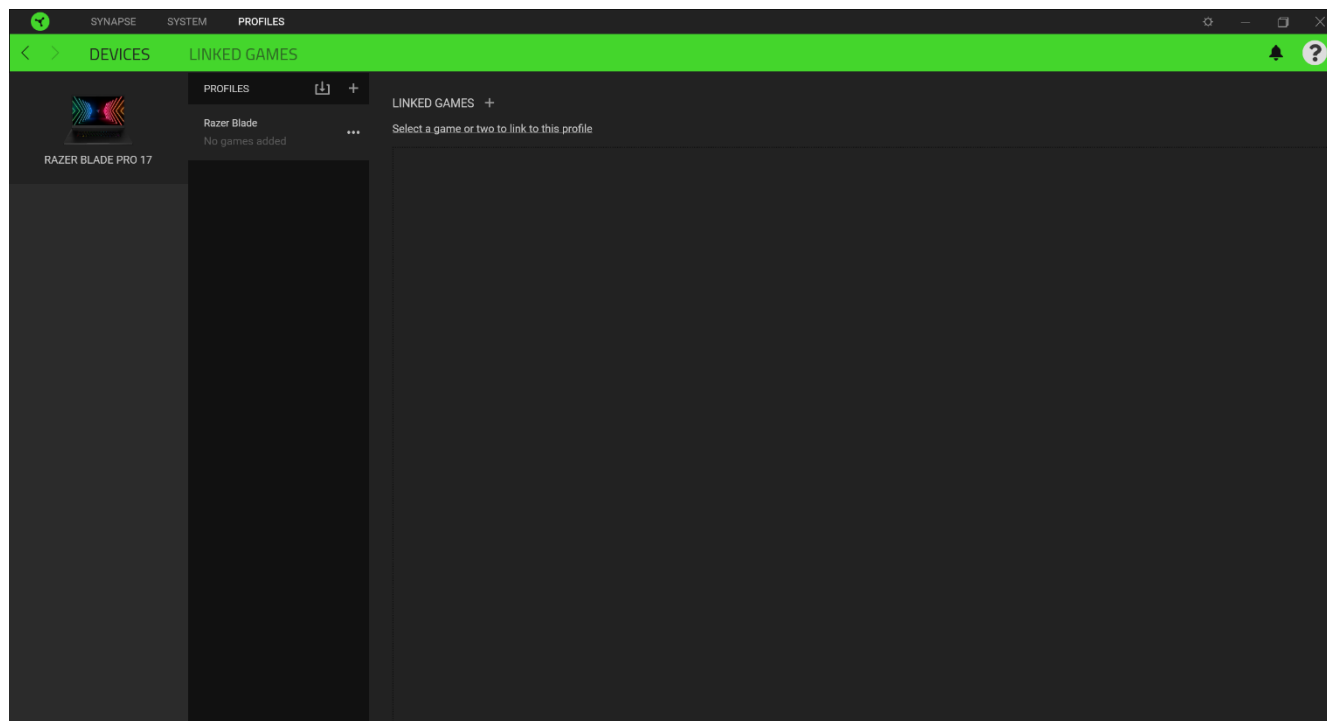 SYNAPSE SYSTEM PROFILES
DEVICES LINKED GAMES
RAZER BLADE PRO 17
PROFILES
Razer Blade
No games added
LINKED GAMES
Select a game or two to link to this profile